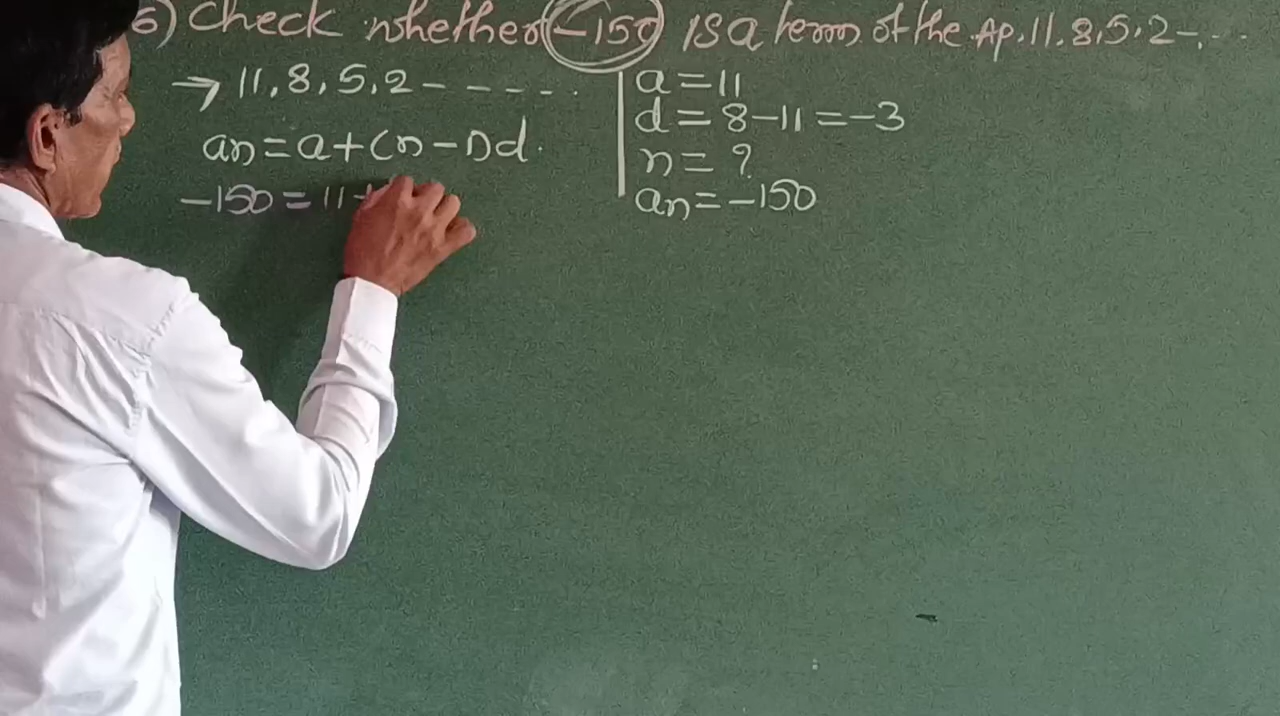 6) Check whether -150 is a term of the Ap. 11, 8, 5, 2 - . . .
→ 11, 8, 5, 2 - - - - - .
an = a + (n - 1) d.
-150 = 11 +
a = 11
d = 8 - 11 = -3
n = ?
an = -150